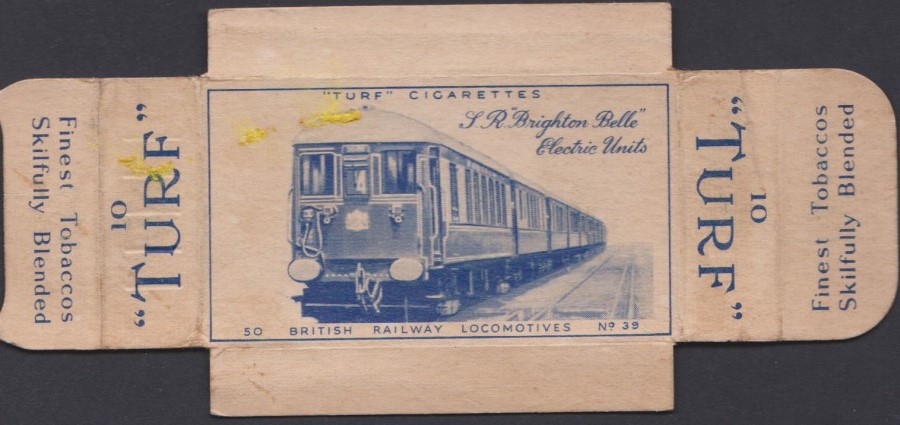 Finest Tobaccos
Skilfully Blended
10
"TURF"
"TURF" CIGARETTES
S.R. "Brighton Belle"
Electric Units
50 BRITISH RAILWAY LOCOMOTIVES Nº 39
"TURF"
10
Finest Tobaccos
Skilfully Blended